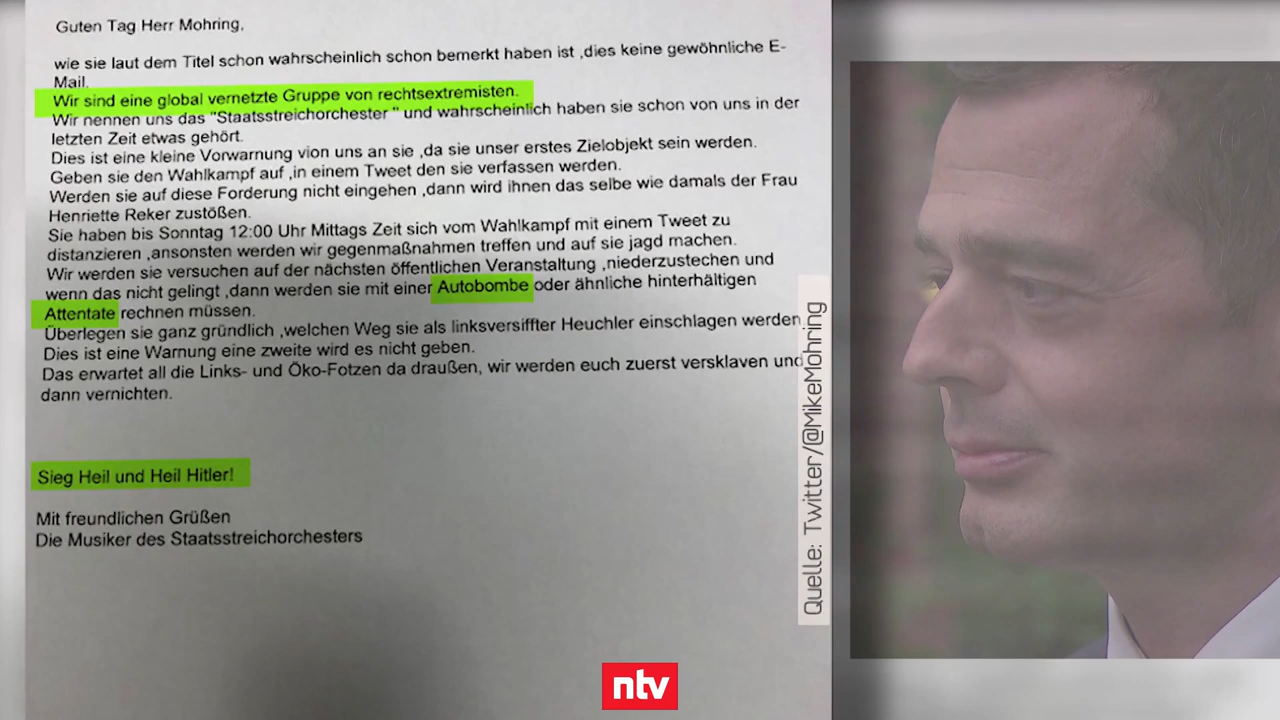 Guten Tag Herr Mohring,
wie sie laut dem Titel schon wahrscheinlich schon bemerkt haben ist ,dies keine gewöhnliche E-
Mail.
Wir sind eine global vernetzte Gruppe von rechtsextremisten.
Wir nennen uns das "Staatsstreichorchester " und wahrscheinlich haben sie schon von uns in der
letzten Zeit etwas gehört.
Dies ist eine kleine Vorwarnung vion uns an sie ,da sie unser erstes Zielobjekt sein werden.
Geben sie den Wahlkampf auf ,in einem Tweet den sie verfassen werden.
Werden sie auf diese Forderung nicht eingehen ,dann wird ihnen das selbe wie damals der Frau
Henriette Reker zustößen.
Sie haben bis Sonntag 12:00 Uhr Mittags Zeit sich vom Wahlkampf mit einem Tweet zu
distanzieren ,ansonsten werden wir gegenmaßnahmen treffen und auf sie jagd machen.
Wir werden sie versuchen auf der nächsten öffentlichen Veranstaltung ,niederzustechen und
wenn das nicht gelingt ,dann werden sie mit einer Autobombe oder ähnliche hinterhältigen
Attentate rechnen müssen.
Überlegen sie ganz gründlich ,welchen Weg sie als linksversiffter Heuchler einschlagen werden
Dies ist eine Warnung eine zweite wird es nicht geben.
Das erwartet all die Links- und Öko-Fotzen da draußen, wir werden euch zuerst versklaven und
dann vernichten.
Sieg Heil und Heil Hitler!
Mit freundlichen Grüßen
Die Musiker des Staatsstreichorchesters
Quelle: Twitter/@MikeMohring
ntv